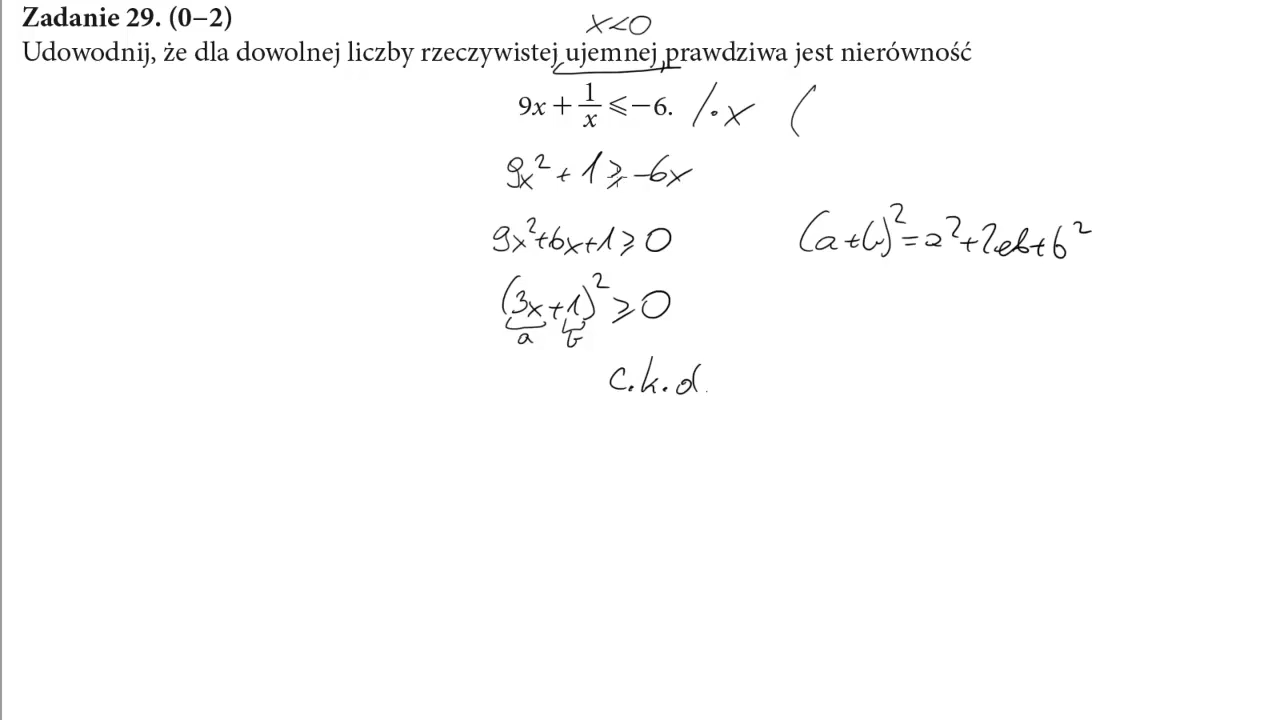 Zadanie 29. (0–2)
x<0
Udowodnij, że dla dowolnej liczby rzeczywistej ujemnej prawdziwa jest nierówność
9x + 1/x ⩽ −6. /·x (
9x² + 1 ⩾ −6x
9x²+6x+1 ⩾ 0 (a+b)² = a²+2ab+b²
(3x+1)² ⩾ 0
a b
c.k.d.